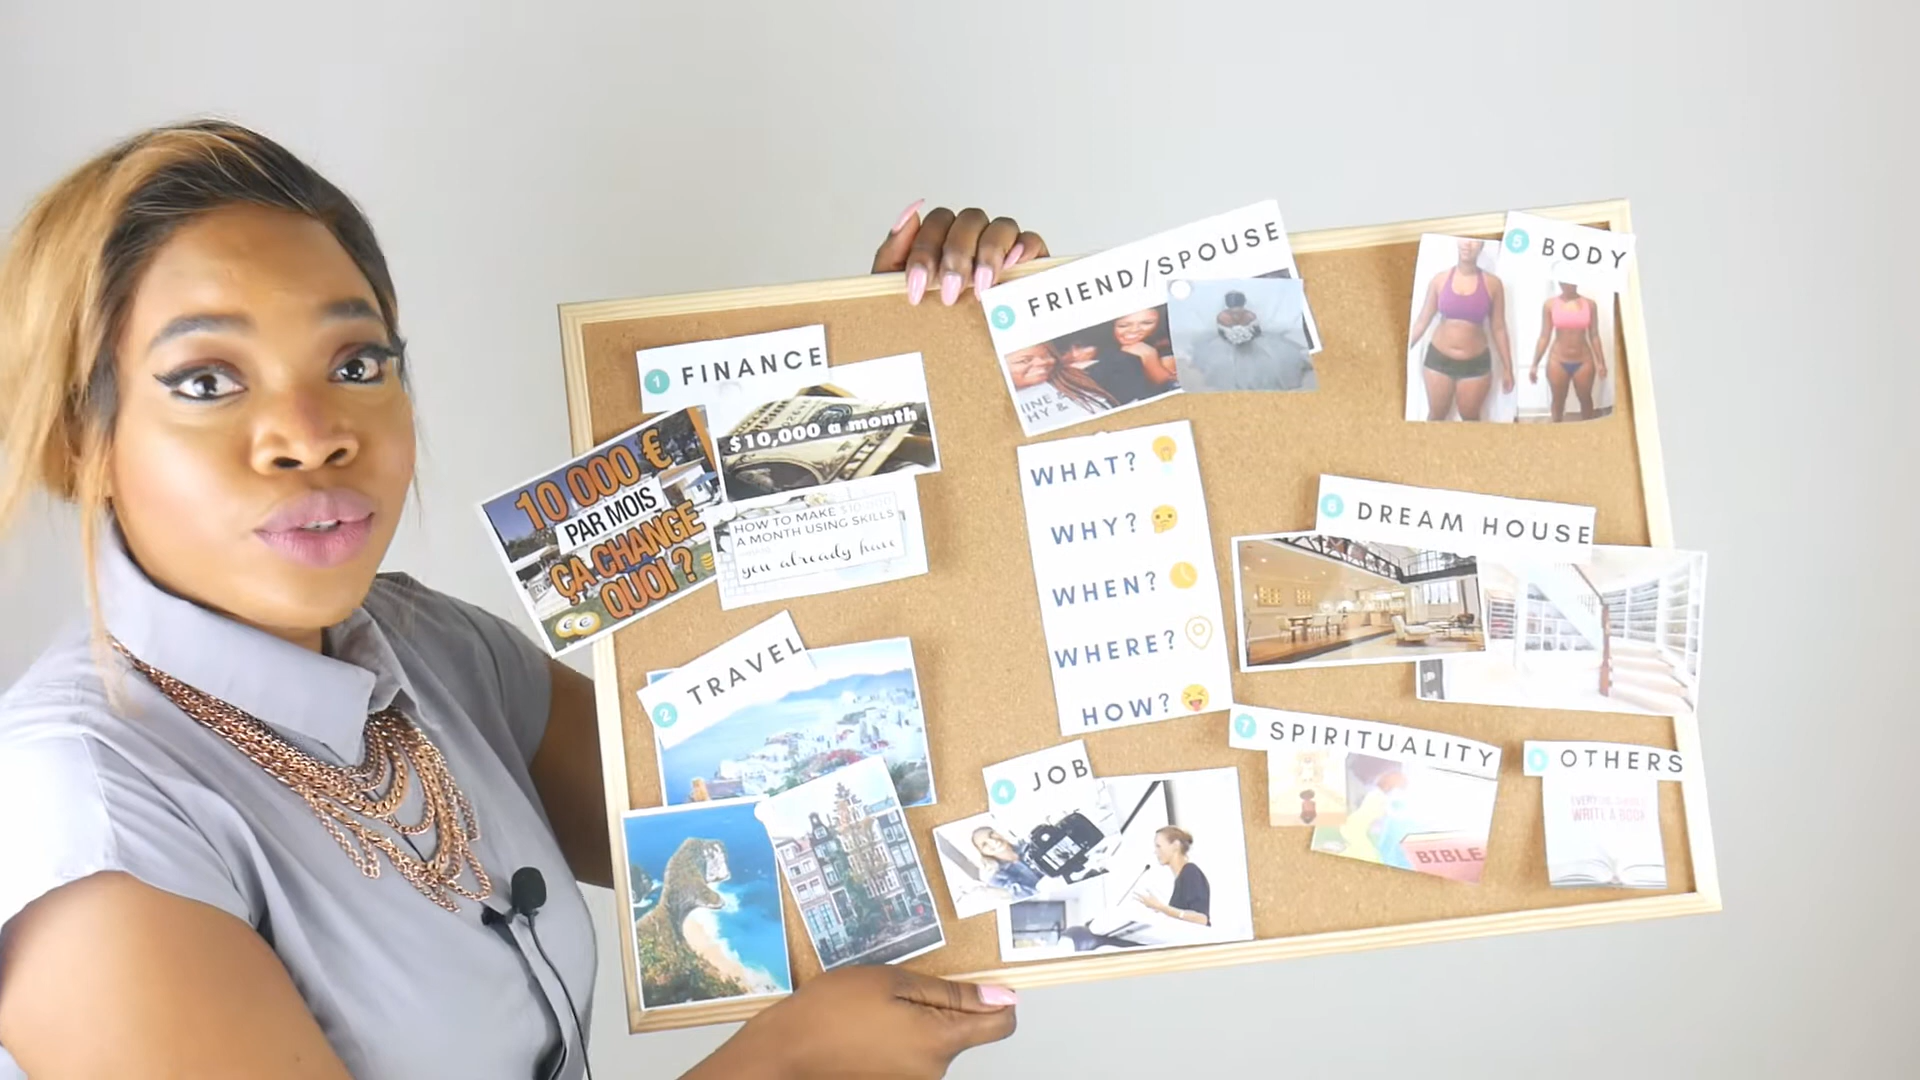 1 FINANCE
10 000 €
PAR MOIS
ÇA CHANGE
QUOI ?
$10,000 a month
HOW TO MAKE $10,000
A MONTH USING SKILLS
you already have
2 TRAVEL
3 FRIEND/SPOUSE
WHAT?
WHY?
WHEN?
WHERE?
HOW?
4 JOB
5 BODY
6 DREAM HOUSE
7 SPIRITUALITY
BIBLE
OTHERS
WRITE A BOOK